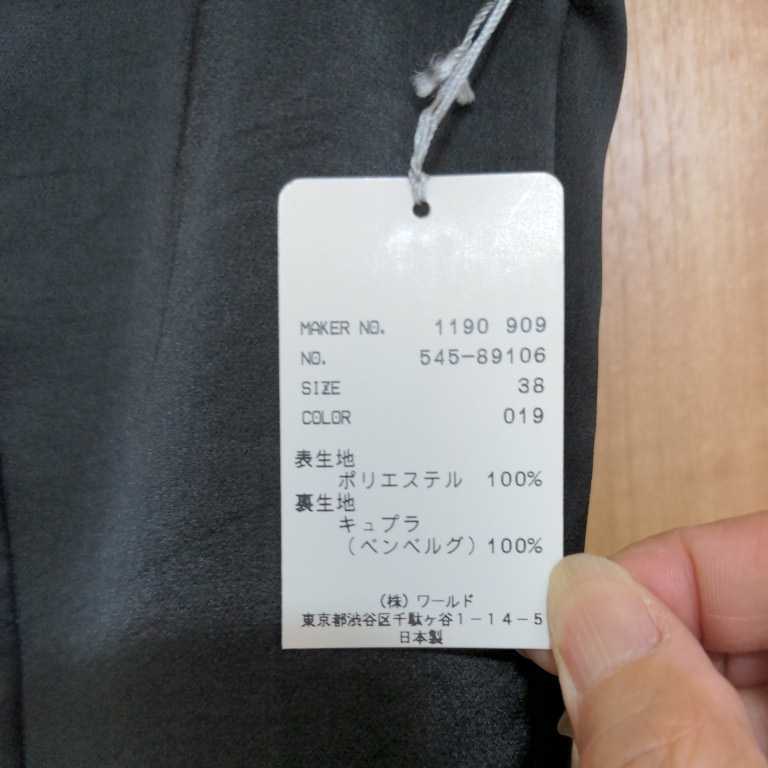 MAKER NO. 1190 909
NO. 545-89106
SIZE 38
COLOR 019
表生地
ポリエステル 100%
裏生地
キュプラ
(ベンベルグ) 100%
(株) ワールド
東京都渋谷区千駄ヶ谷1-14-5
日本製